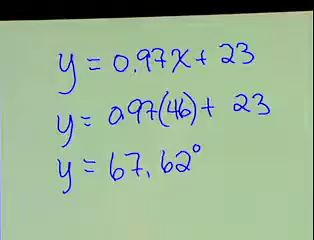 y = 0.97x + 23
y = 0.97(46) + 23
y = 67.62°